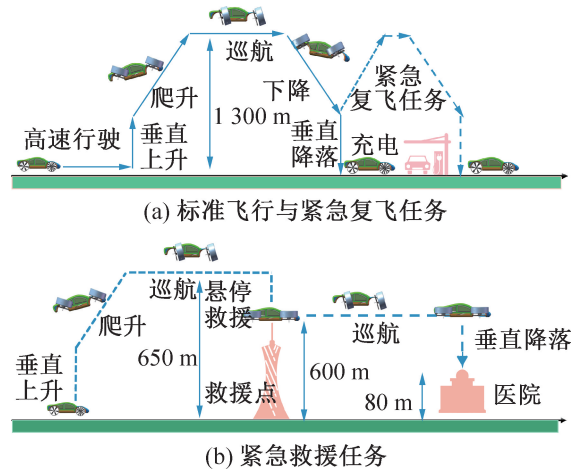 巡航
紧急
复飞任务
爬升
下降
1 300 m
高速行驶
垂直
上升
垂直
降落
充电
(a) 标准飞行与紧急复飞任务
巡航
悬停
救援
爬升
巡航
垂直降落
垂直
上升
650 m
600 m
救援点
80 m
医院
(b) 紧急救援任务